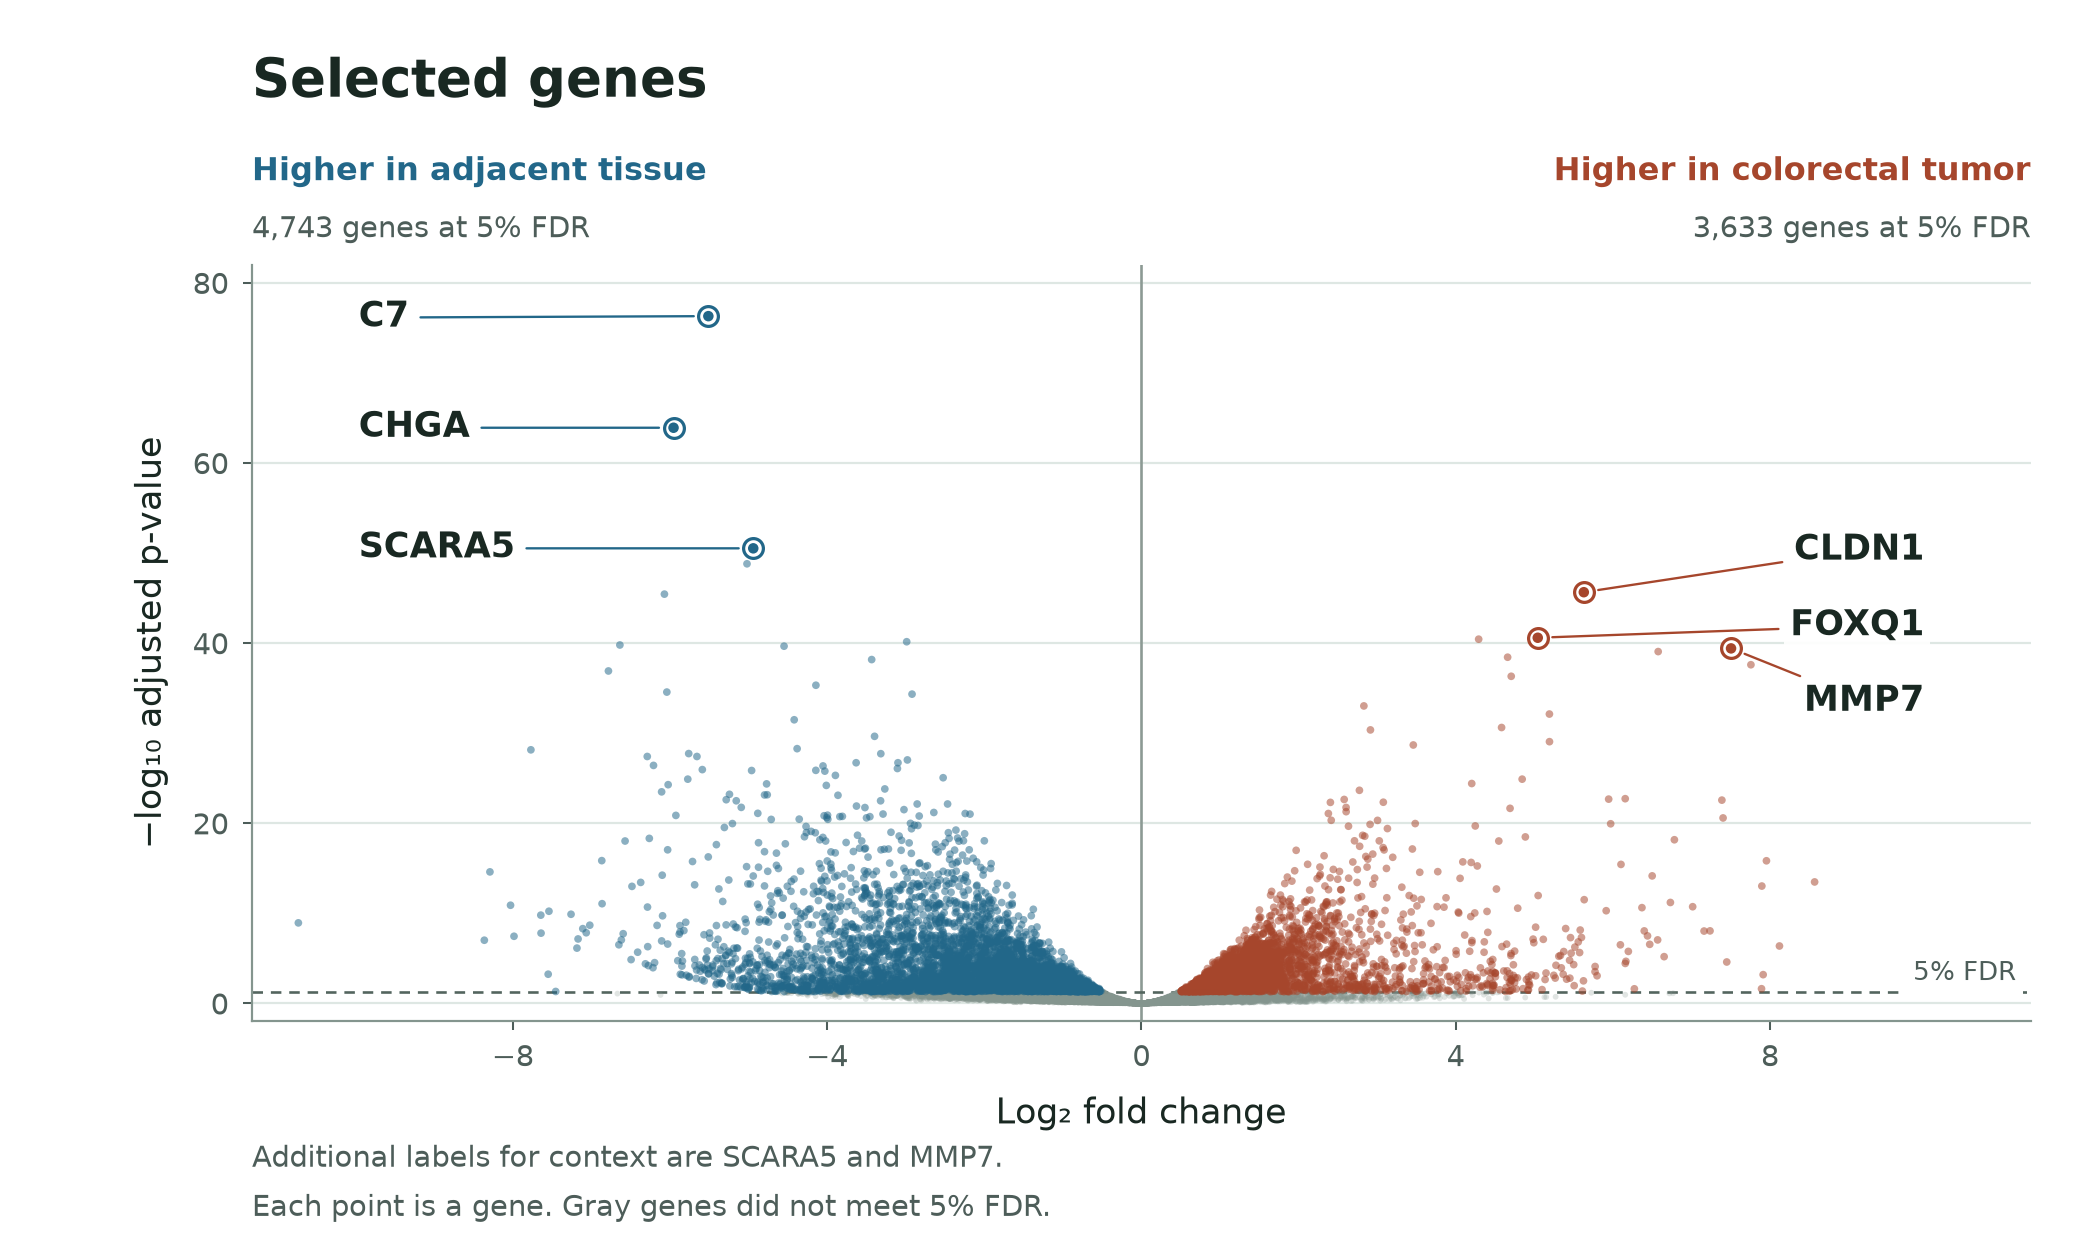 Selected genes
Higher in adjacent tissue
Higher in colorectal tumor
4,743 genes at 5% FDR
3,633 genes at 5% FDR
80
C7
CHGA
60
SCARA5
CLDN1
FOXQ1
40
MMP7
20
5% FDR
0
−log₁₀ adjusted p-value
−8
−4
0
4
8
Log₂ fold change
Additional labels for context are SCARA5 and MMP7.
Each point is a gene. Gray genes did not meet 5% FDR.